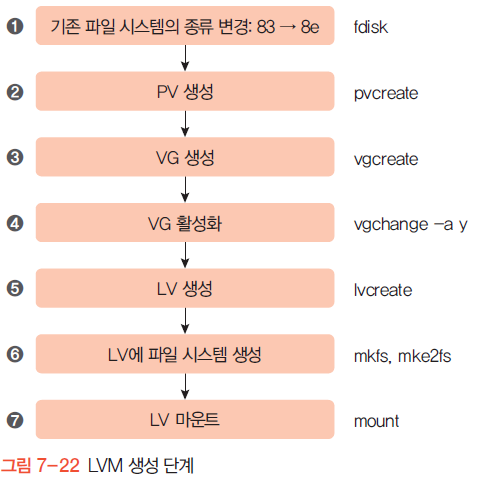 ❶ 기존 파일 시스템의 종류 변경: 83 → 8e fdisk
❷ PV 생성 pvcreate
❸ VG 생성 vgcreate
❹ VG 활성화 vgchange -a y
❺ LV 생성 lvcreate
❻ LV에 파일 시스템 생성 mkfs, mke2fs
❼ LV 마운트 mount
그림 7-22 LVM 생성 단계